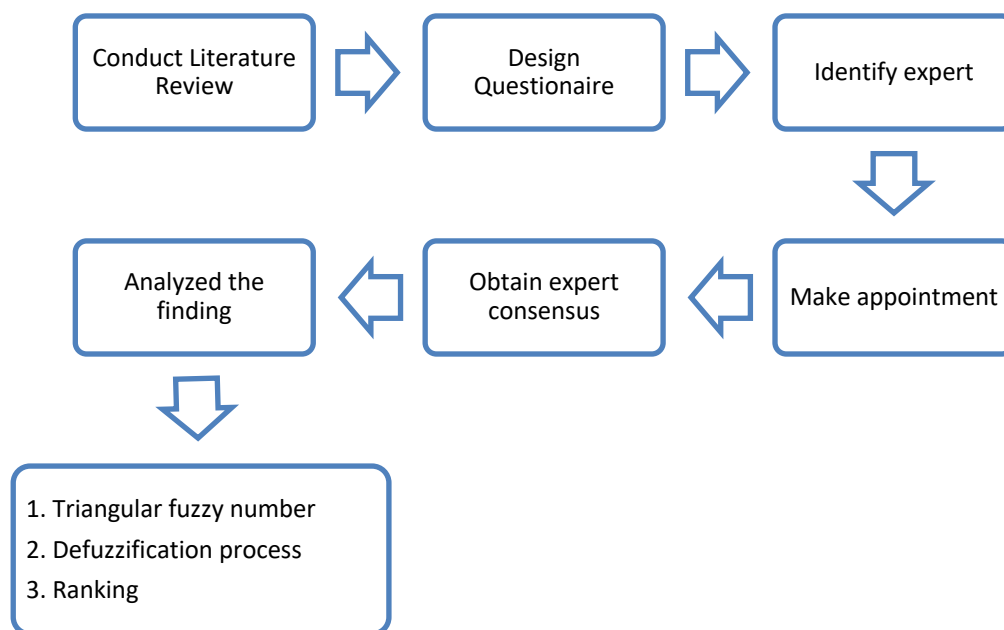 Conduct Literature
Review
Design
Questionaire
Identify expert
Make appointment
Obtain expert
consensus
Analyzed the
finding
1. Triangular fuzzy number
2. Defuzzification process
3. Ranking